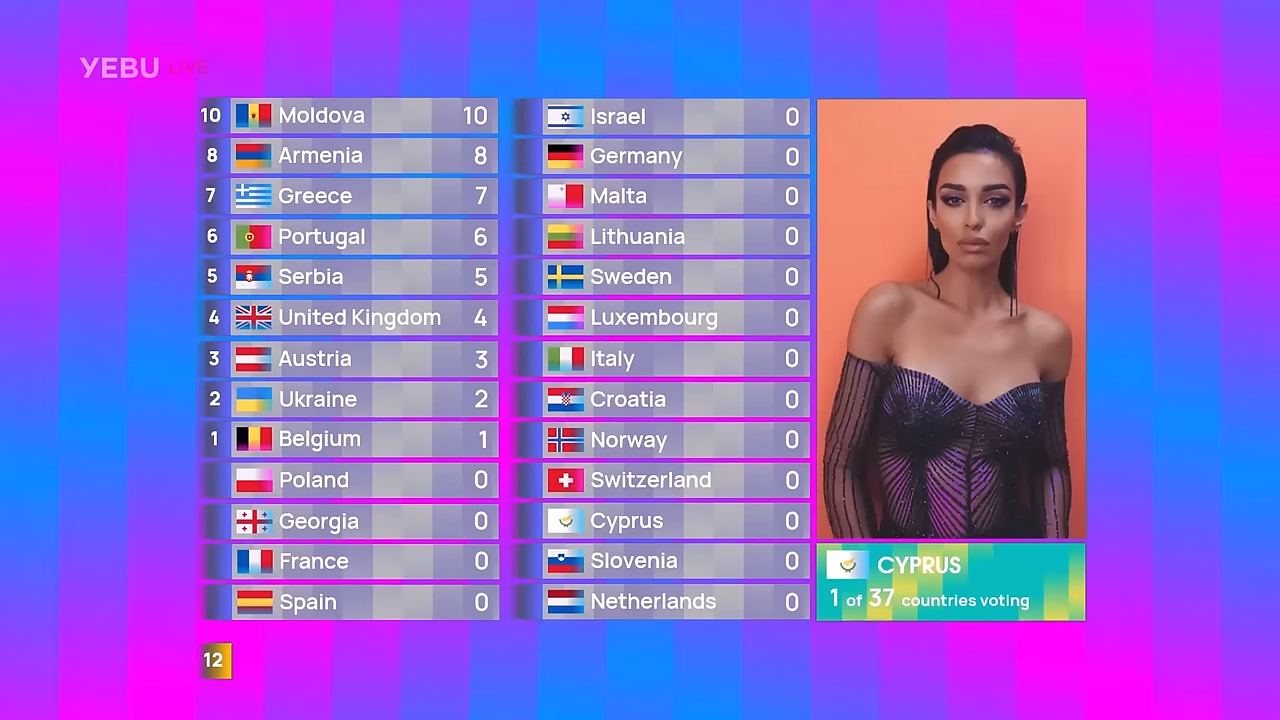 YEBU LIVE
10 Moldova 10
8 Armenia 8
7 Greece 7
6 Portugal 6
5 Serbia 5
4 United Kingdom 4
3 Austria 3
2 Ukraine 2
1 Belgium 1
Poland 0
Georgia 0
France 0
Spain 0
Israel 0
Germany 0
Malta 0
Lithuania 0
Sweden 0
Luxembourg 0
Italy 0
Croatia 0
Norway 0
Switzerland 0
Cyprus 0
Slovenia 0
Netherlands 0
CYPRUS
1 of 37 countries voting
12